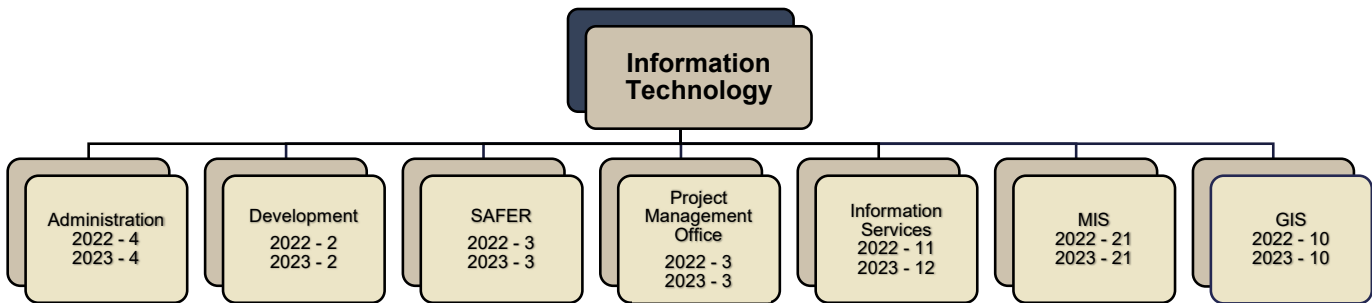 Information
Technology
Administration
2022 - 4
2023 - 4
Development
2022 - 2
2023 - 2
SAFER
2022 - 3
2023 - 3
Project
Management
Office
2022 - 3
2023 - 3
Information
Services
2022 - 11
2023 - 12
MIS
2022 - 21
2023 - 21
GIS
2022 - 10
2023 - 10